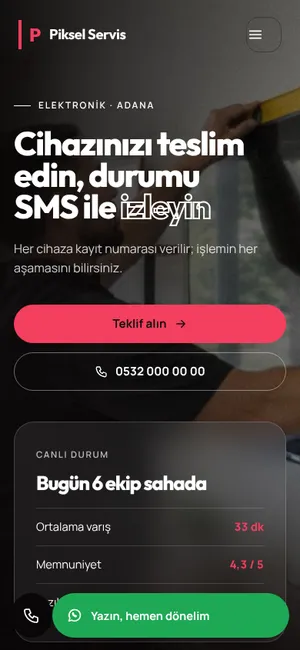 P Piksel Servis
ELEKTRONİK · ADANA
Cihazınızı teslim
edin, durumu
SMS ile izleyin
Her cihaza kayıt numarası verilir; işlemin her
aşamasını bilirsiniz.
Teklif alın →
0532 000 00 00
CANLI DURUM
Bugün 6 ekip sahada
Ortalama varış 33 dk
Memnuniyet 4,3 / 5
Yazın, hemen dönelim